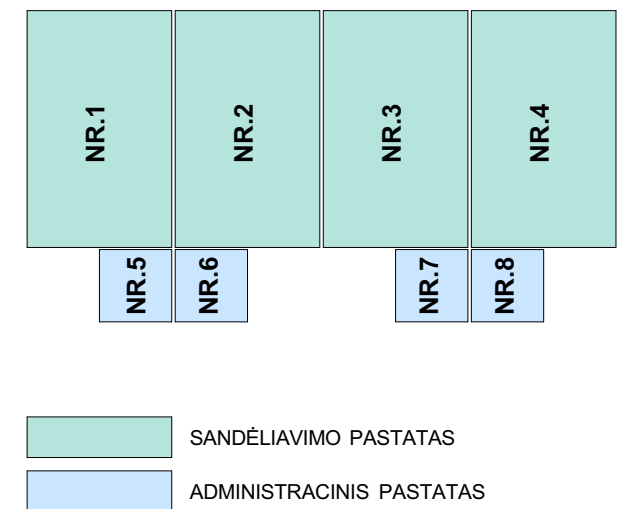 NR.1
NR.2
NR.3
NR.4
NR.5
NR.6
NR.7
NR.8
SANDĖLIAVIMO PASTATAS
ADMINISTRACINIS PASTATAS